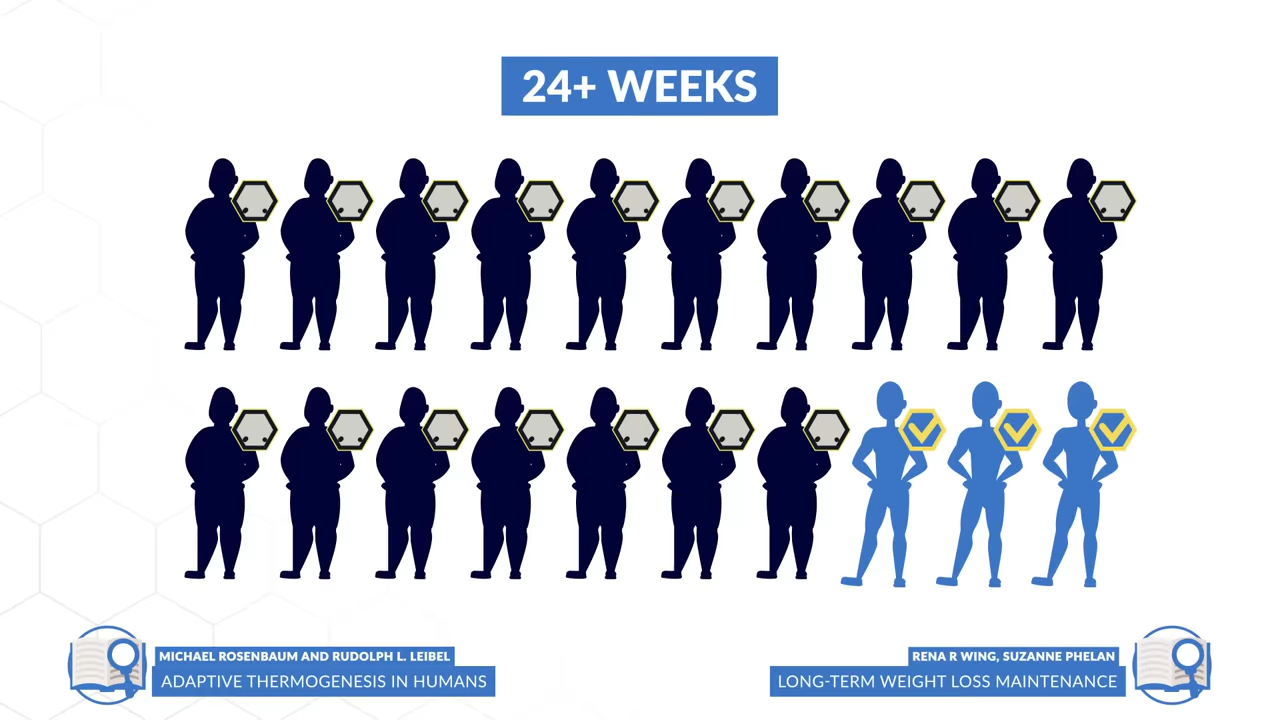 24+ WEEKS
MICHAEL ROSENBAUM AND RUDOLPH L. LEIBEL
ADAPTIVE THERMOGENESIS IN HUMANS
RENA R WING, SUZANNE PHELAN
LONG-TERM WEIGHT LOSS MAINTENANCE